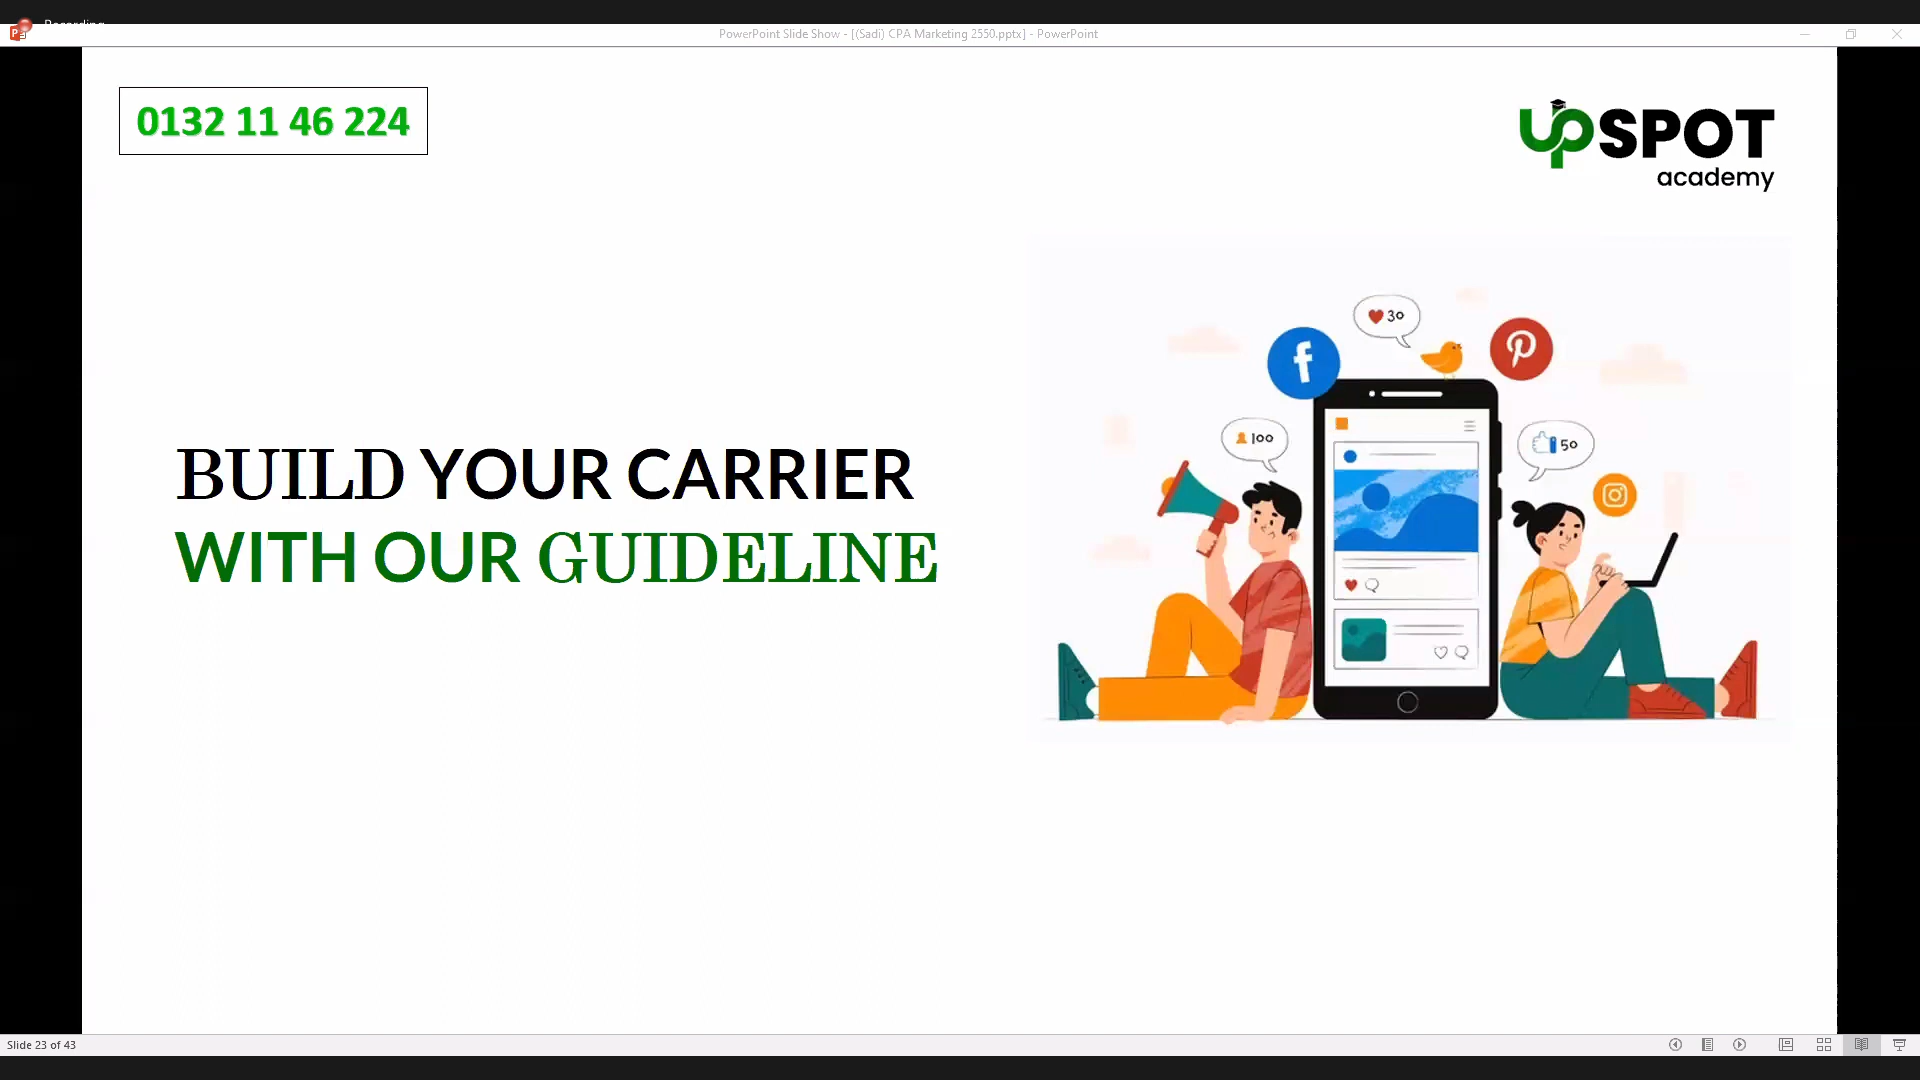 Recording
PowerPoint Slide Show - [(Sadi) CPA Marketing 2550.pptx] - PowerPoint
0132 11 46 224
upSPOT
academy
BUILD YOUR CARRIER
WITH OUR GUIDELINE
30
100
50
Slide 23 of 43